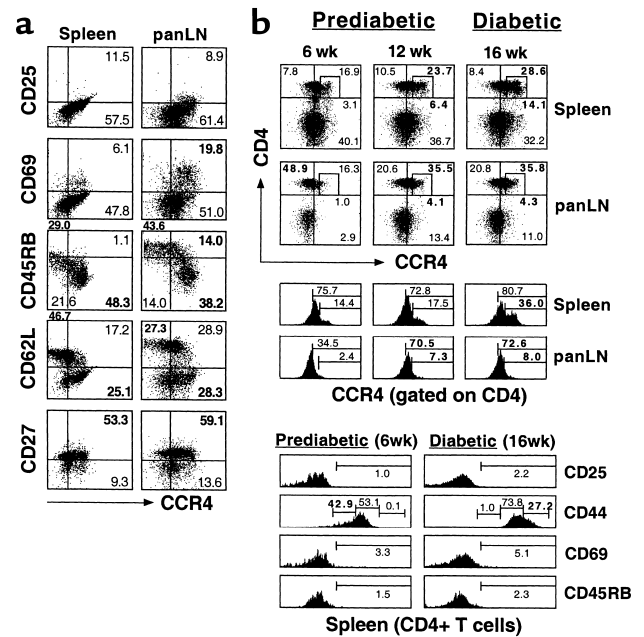 a
Spleen panLN
CD25
11.5 8.9
57.5 61.4
CD69
6.1 19.8
47.8 51.0
29.0 43.6
CD45RB
1.1 14.0
21.6 48.3 14.0 38.2
46.7
CD62L
17.2 27.3 28.9
25.1 28.3
CD27
53.3 59.1
9.3 13.6
CCR4
b
Prediabetic Diabetic
6 wk 12 wk 16 wk
CD4
7.8 16.9 10.5 23.7 8.4 28.6
3.1 6.4 14.1 Spleen
40.1 36.7 32.2
48.9 16.3 20.6 35.5 20.8 35.8
1.0 4.1 4.3 panLN
2.9 13.4 11.0
CCR4
75.7 72.8 80.7 Spleen
14.4 17.5 36.0
34.5 70.5 72.6 panLN
2.4 7.3 8.0
CCR4 (gated on CD4)
Prediabetic (6wk) Diabetic (16wk)
1.0 2.2 CD25
42.9 53.1 0.1 1.0 73.8 27.2 CD44
3.3 5.1 CD69
1.5 2.3 CD45RB
Spleen (CD4+ T cells)